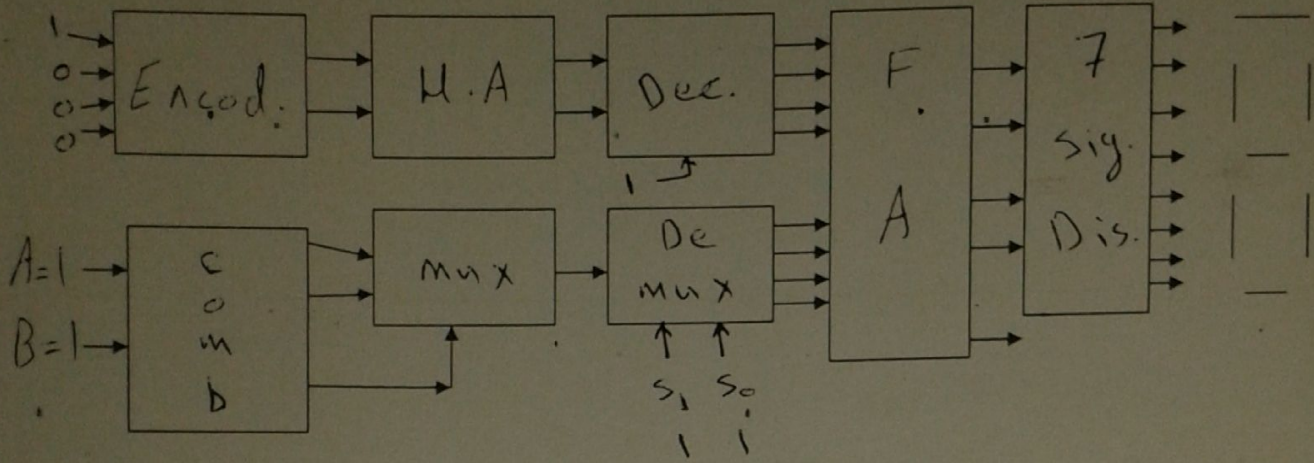 1
0
0
0
Encod.
H.A
Dec.
1
F.
A
7
Sig.
Dis.
A=1
B=1
Comb
mux
De
mux
S1 S0
1 1